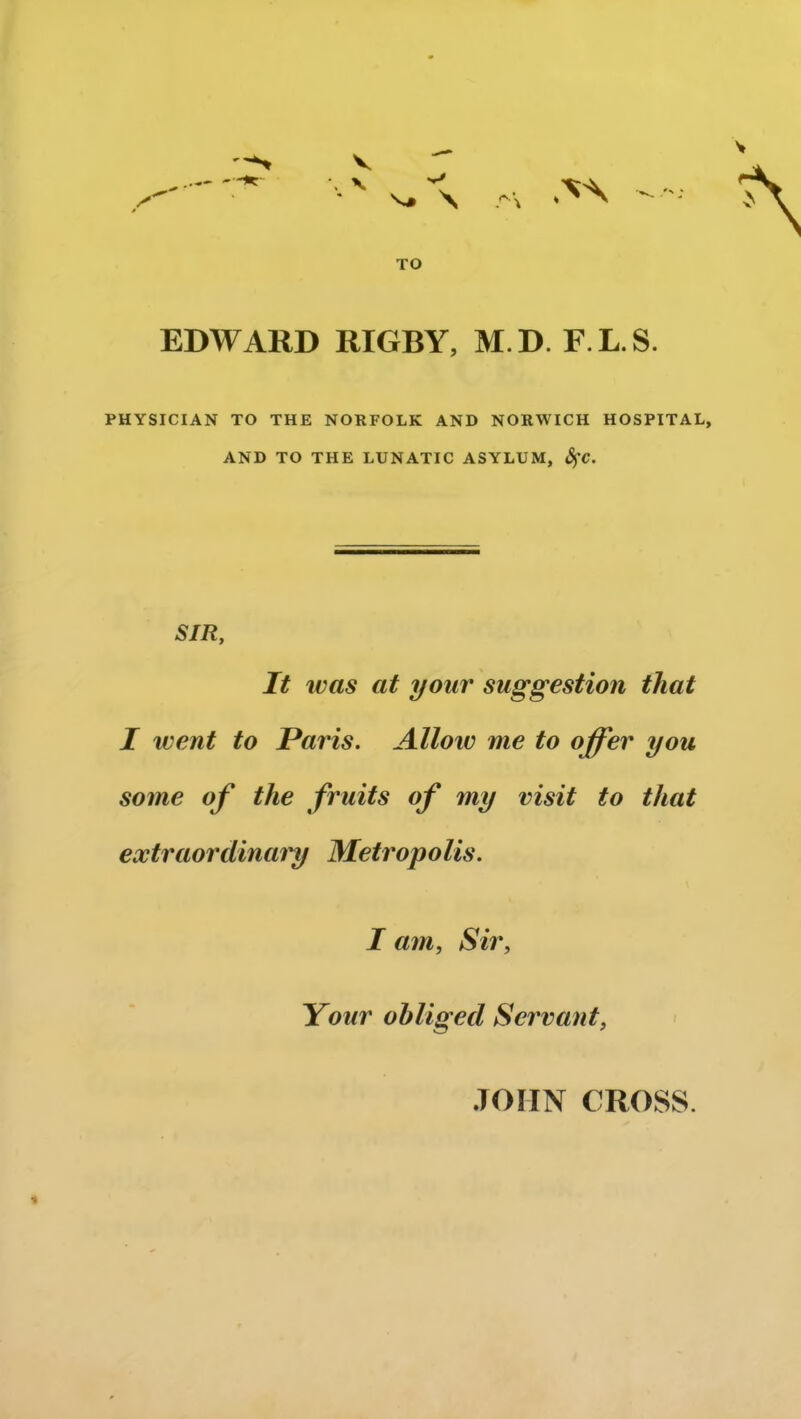 TO
EDWARD RIGBY, M.D. F.L.S.
PHYSICIAN TO THE NORFOLK AND NORWICH HOSPITAL,
AND TO THE LUNATIC ASYLUM, &c.
SIR,
It was at your suggestion that
I went to Paris. Allow me to offer you
some of the fruits of my visit to that
extraordinary Metropolis.
I am, Sir,
Your obliged Servant,
JOHN CROSS.